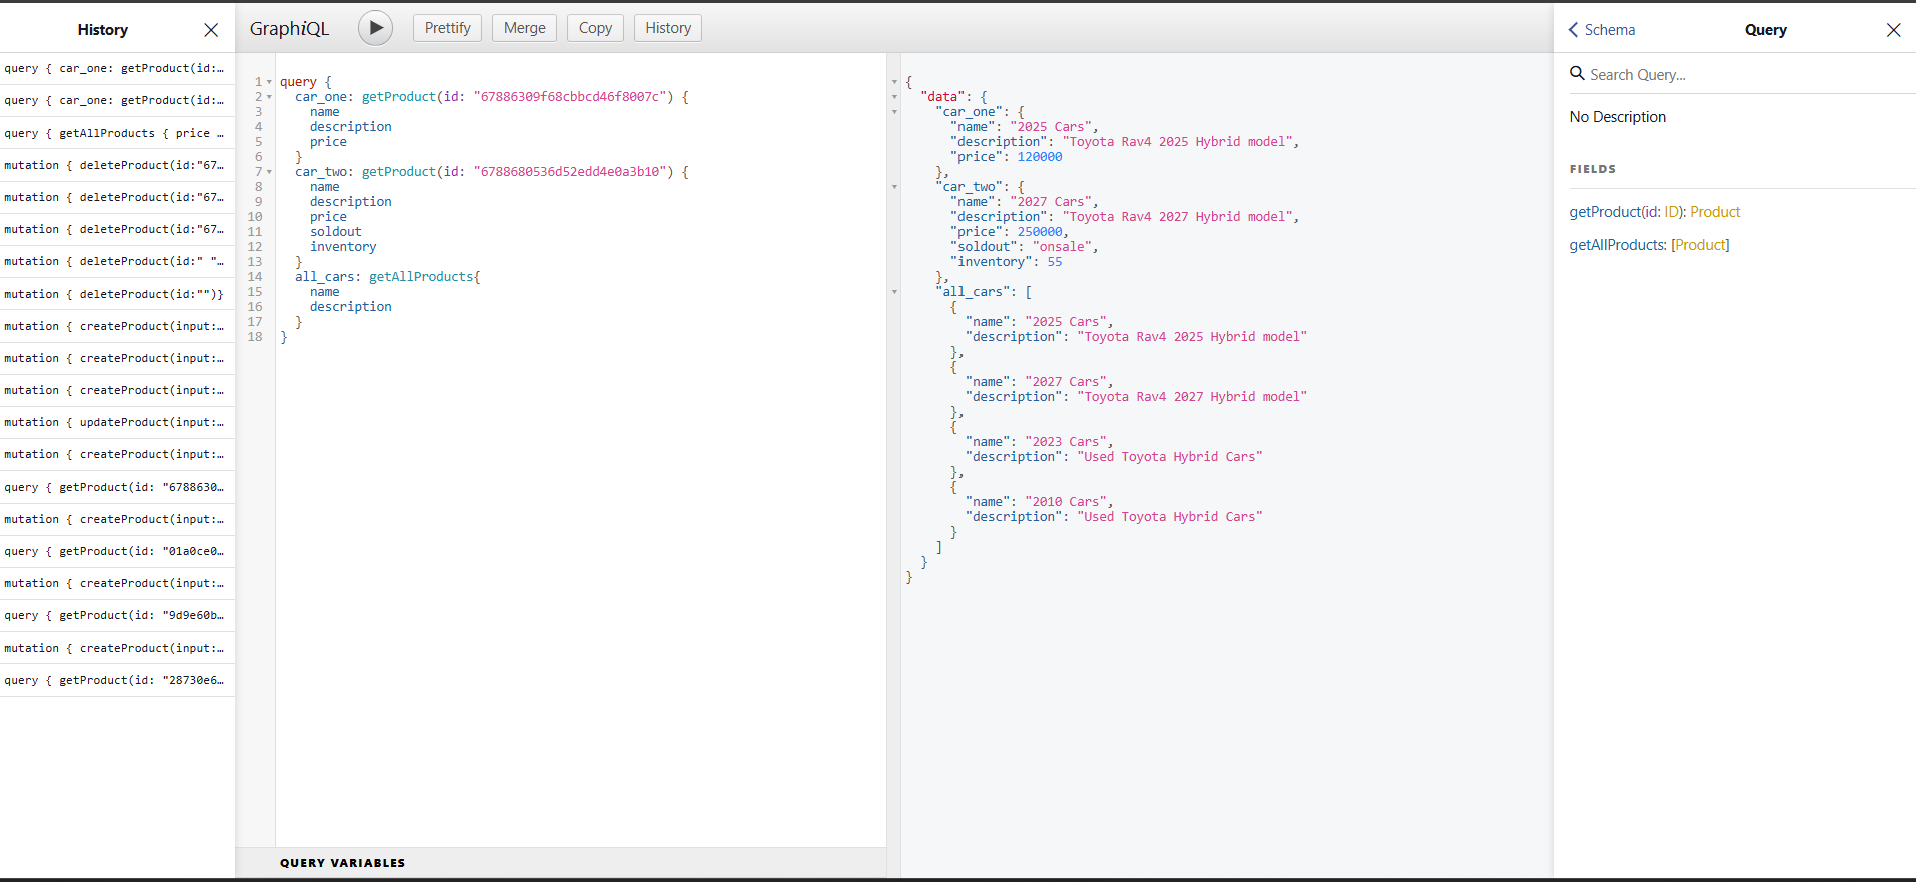 History
query { car_one: getProduct(id:…
query { car_one: getProduct(id:…
query { getAllProducts { price …
mutation { deleteProduct(id:"67…
mutation { deleteProduct(id:"67…
mutation { deleteProduct(id:"67…
mutation { deleteProduct(id:" "…
mutation { deleteProduct(id:"")}
mutation { createProduct(input:…
mutation { createProduct(input:…
mutation { createProduct(input:…
mutation { updateProduct(input:…
mutation { createProduct(input:…
query { getProduct(id: "6788630…
mutation { createProduct(input:…
query { getProduct(id: "01a0ce0…
mutation { createProduct(input:…
query { getProduct(id: "9d9e60b…
mutation { createProduct(input:…
query { getProduct(id: "28730e6…
GraphiQL
Prettify
Merge
Copy
History
1 query {
2 car_one: getProduct(id: "67886309f68cbbcd46f8007c") {
3 name
4 description
5 price
6 }
7 car_two: getProduct(id: "6788680536d52edd4e0a3b10") {
8 name
9 description
10 price
11 soldout
12 inventory
13 }
14 all_cars: getAllProducts{
15 name
16 description
17 }
18 }
QUERY VARIABLES
{
"data": {
"car_one": {
"name": "2025 Cars",
"description": "Toyota Rav4 2025 Hybrid model",
"price": 120000
},
"car_two": {
"name": "2027 Cars",
"description": "Toyota Rav4 2027 Hybrid model",
"price": 250000,
"soldout": "onsale",
"inventory": 55
},
"all_cars": [
{
"name": "2025 Cars",
"description": "Toyota Rav4 2025 Hybrid model"
},
{
"name": "2027 Cars",
"description": "Toyota Rav4 2027 Hybrid model"
},
{
"name": "2023 Cars",
"description": "Used Toyota Hybrid Cars"
},
{
"name": "2010 Cars",
"description": "Used Toyota Hybrid Cars"
}
]
}
}
Schema
Query
Search Query...
No Description
FIELDS
getProduct(id: ID): Product
getAllProducts: [Product]